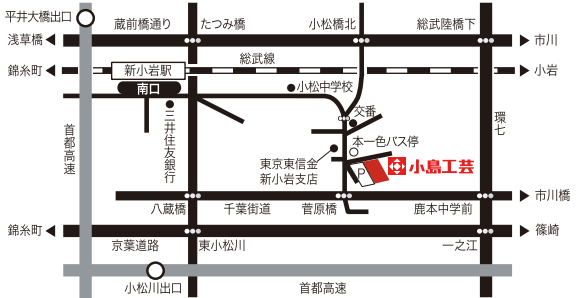 平井大橋出口
蔵前橋通り
たつみ橋
小松橋北
総武陸橋下
浅草橋
市川
総武線
錦糸町
新小岩駅
小岩
南口
小松中学校
交番
環七
首都高速
三井住友銀行
本一色バス停
東京東信金
新小岩支店
P
小島工芸
八蔵橋
千葉街道
菅原橋
鹿本中学前
市川橋
錦糸町
篠崎
京葉道路
東小松川
一之江
小松川出口
首都高速